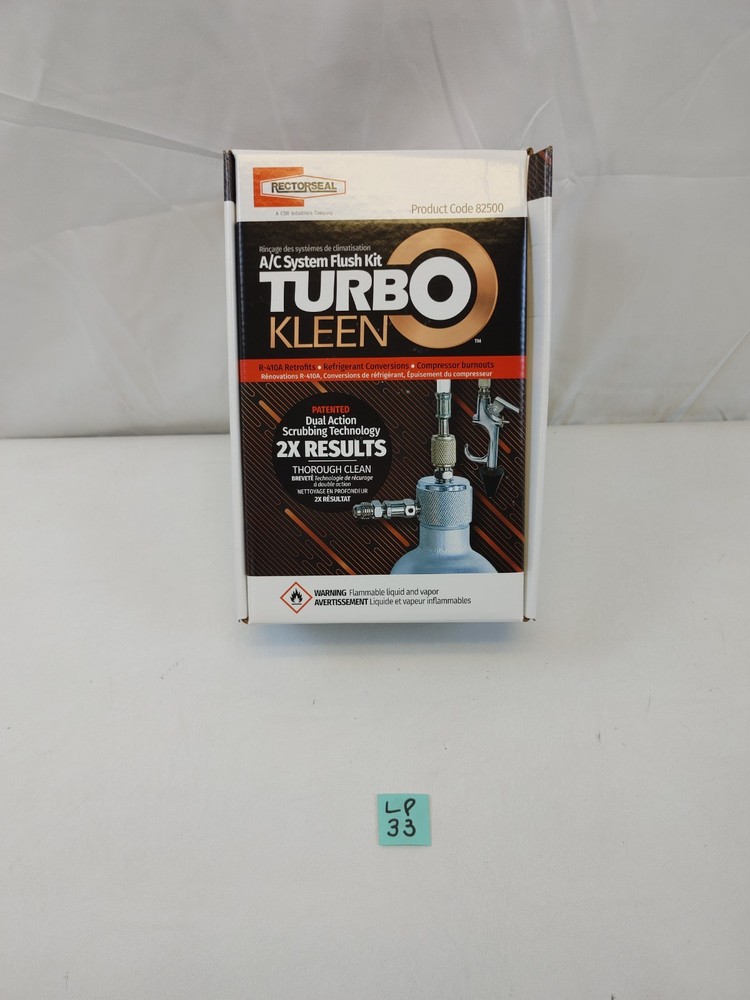 RECTORSEAL
A CSW Industrials Company
Product Code 82500
Rinçage des systèmes de climatisation
A/C System Flush Kit
TURBO
KLEEN
TM
R-410A Retrofits • Refrigerant Conversions • Compressor burnouts
Rénovations R-410A, Conversions de réfrigérant, Épuisement du compresseur
PATENTED
Dual Action
Scrubbing Technology
2X RESULTS
THOROUGH CLEAN
BREVETÉ Technologie de récurage
à double action
NETTOYAGE EN PROFONDEUR
2X RÉSULTAT
WARNING Flammable liquid and vapor
AVERTISSEMENT Liquide et vapeur inflammables
LP
33